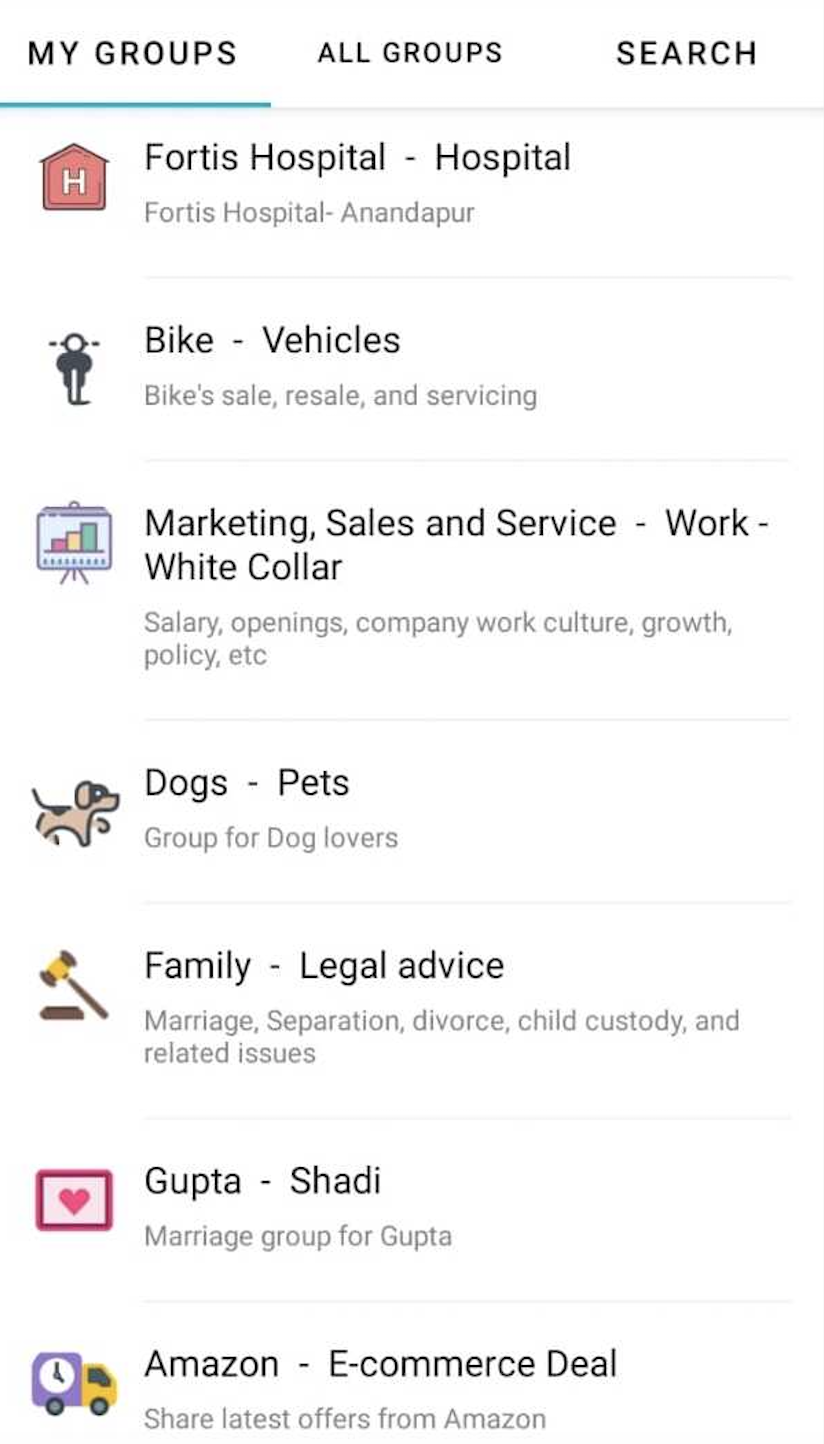 MY GROUPS ALL GROUPS SEARCH
Fortis Hospital - Hospital
H
Fortis Hospital- Anandapur
Bike - Vehicles
Bike's sale, resale, and servicing
Marketing, Sales and Service - Work -
White Collar
Salary, openings, company work culture, growth,
policy, etc
Dogs - Pets
Group for Dog lovers
Family - Legal advice
Marriage, Separation, divorce, child custody, and
related issues
Gupta - Shadi
Marriage group for Gupta
Amazon - E-commerce Deal
Share latest offers from Amazon